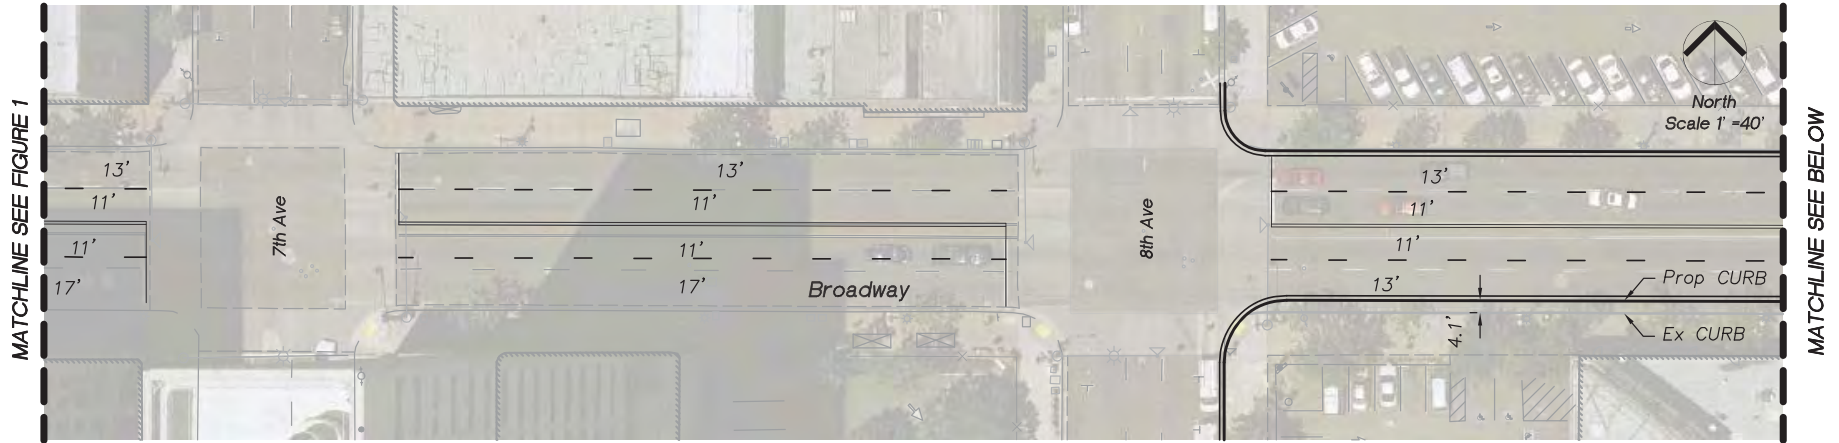 MATCHLINE SEE FIGURE 1
13'
11'
11'
17'
7th Ave
13'
11'
11'
17'
Broadway
8th Ave
13'
11'
11'
13'
4.1'
Prop CURB
Ex CURB
North
Scale 1' =40'
MATCHLINE SEE BELOW